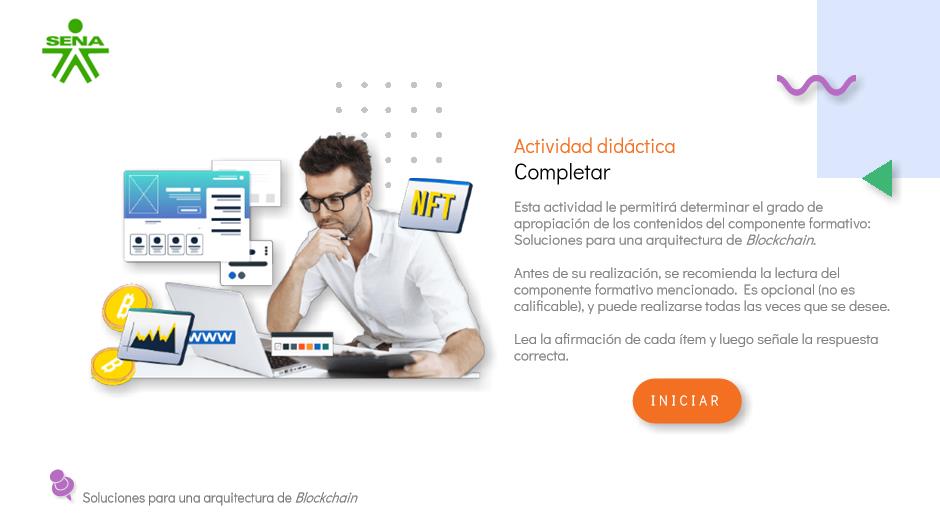 SENA
NFT
WWW
Actividad didáctica
Completar
Esta actividad le permitirá determinar el grado de
apropiación de los contenidos del componente formativo:
Soluciones para una arquitectura de Blockchain.
Antes de su realización, se recomienda la lectura del
componente formativo mencionado. Es opcional (no es
calificable), y puede realizarse todas las veces que se desee.
Lea la afirmación de cada ítem y luego señale la respuesta
correcta.
INICIAR
Soluciones para una arquitectura de Blockchain